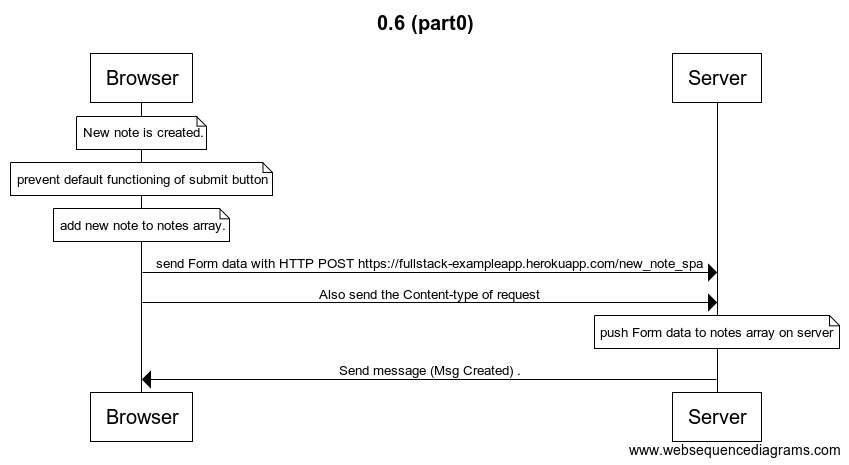 0.6 (part0)
Browser
Server
New note is created.
prevent default functioning of submit button
add new note to notes array.
send Form data with HTTP POST https://fullstack-exampleapp.herokuapp.com/new_note_spa
Also send the Content-type of request
push Form data to notes array on server
Send message (Msg Created) .
Browser
Server
www.websequencediagrams.com